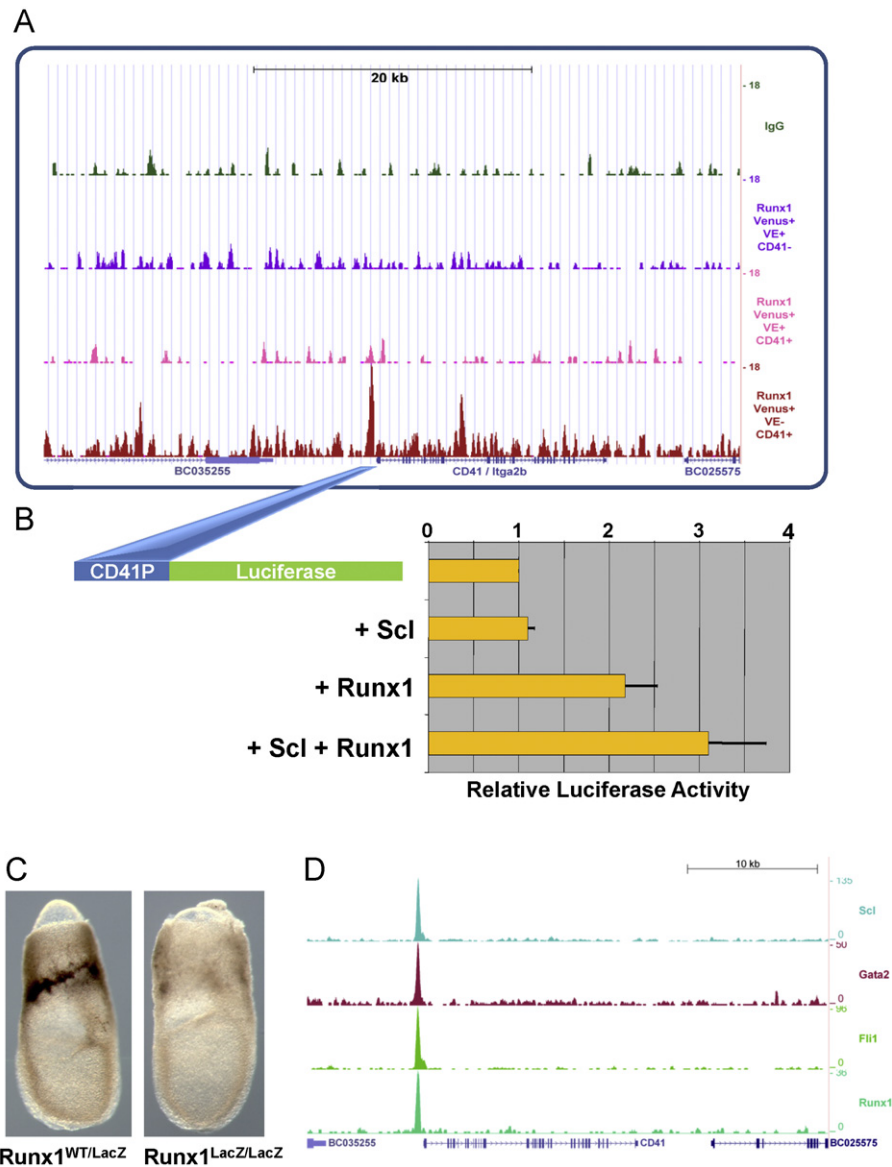 A
20 kb
- 18
IgG
- 18
Runx1
Venus+
VE+
CD41-
- 18
Runx1
Venus+
VE+
CD41+
- 18
Runx1
Venus+
VE-
CD41+
BC035255
CD41 / Itga2b
BC025575
B
CD41P
Luciferase
0 1 2 3 4
+ Scl
+ Runx1
+ Scl + Runx1
Relative Luciferase Activity
C
Runx1WT/LacZ
Runx1LacZ/LacZ
D
10 kb
- 135
Scl
0
50
Gata2
0
96
Fli1
0
36
Runx1
0
BC035255
CD41
BC025575